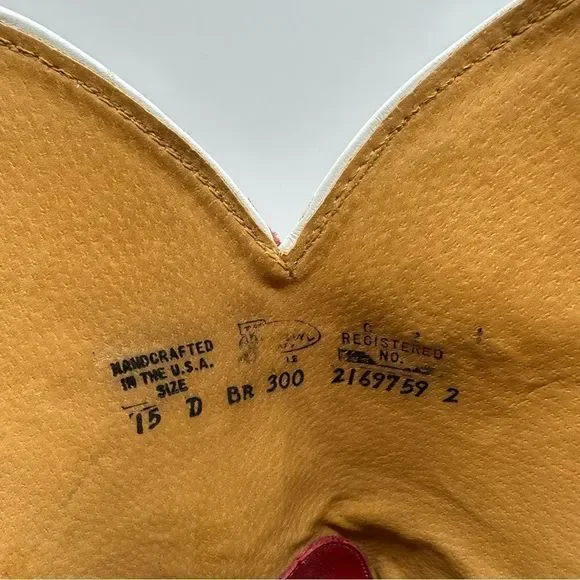 HANDCRAFTED
IN THE U.S.A.
SIZE
REGISTERED
NO.
15 D BR 300 2169759 2